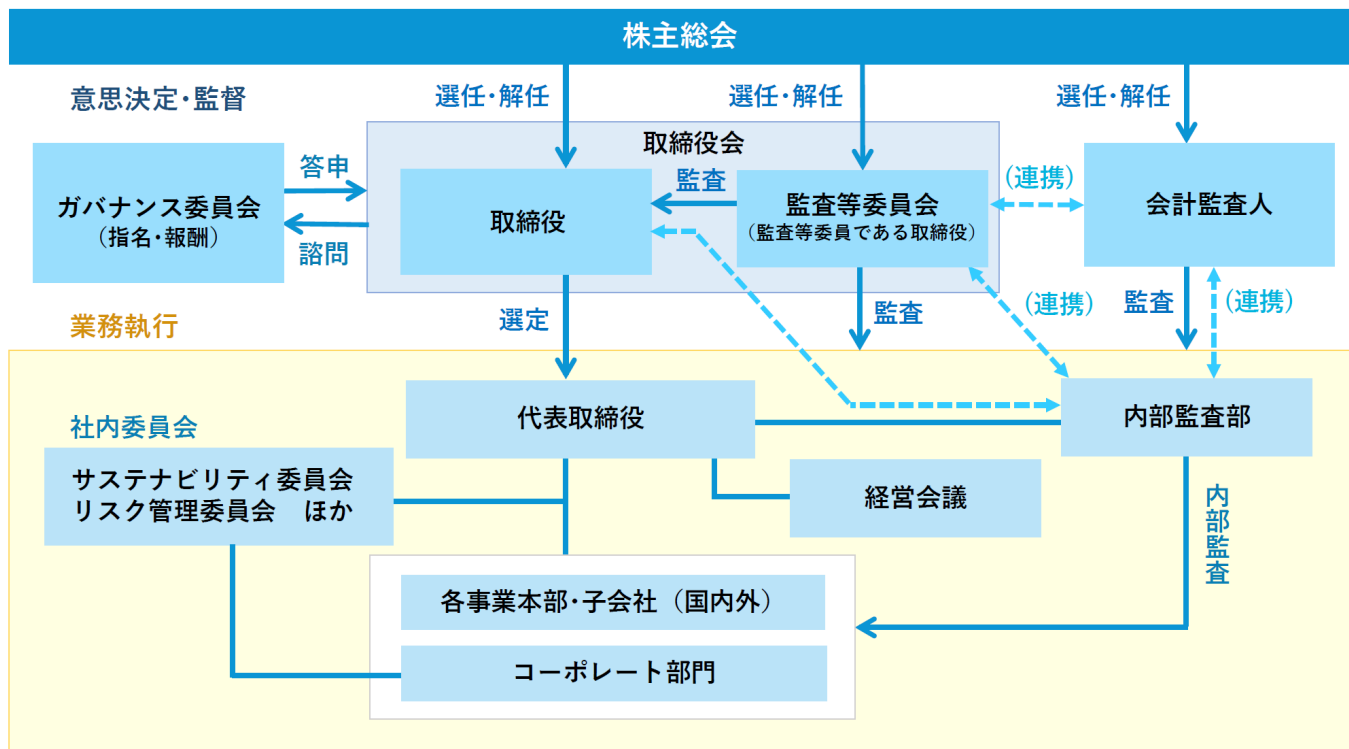 株主総会
意思決定・監督
選任・解任
選任・解任
選任・解任
取締役会
ガバナンス委員会
（指名・報酬）
答申
諮問
取締役
監査
監査等委員会
（監査等委員である取締役）
(連携)
会計監査人
業務執行
選定
監査
(連携)
監査
(連携)
社内委員会
サステナビリティ委員会
リスク管理委員会　ほか
代表取締役
内部監査部
経営会議
内部監査
各事業本部・子会社（国内外）
コーポレート部門